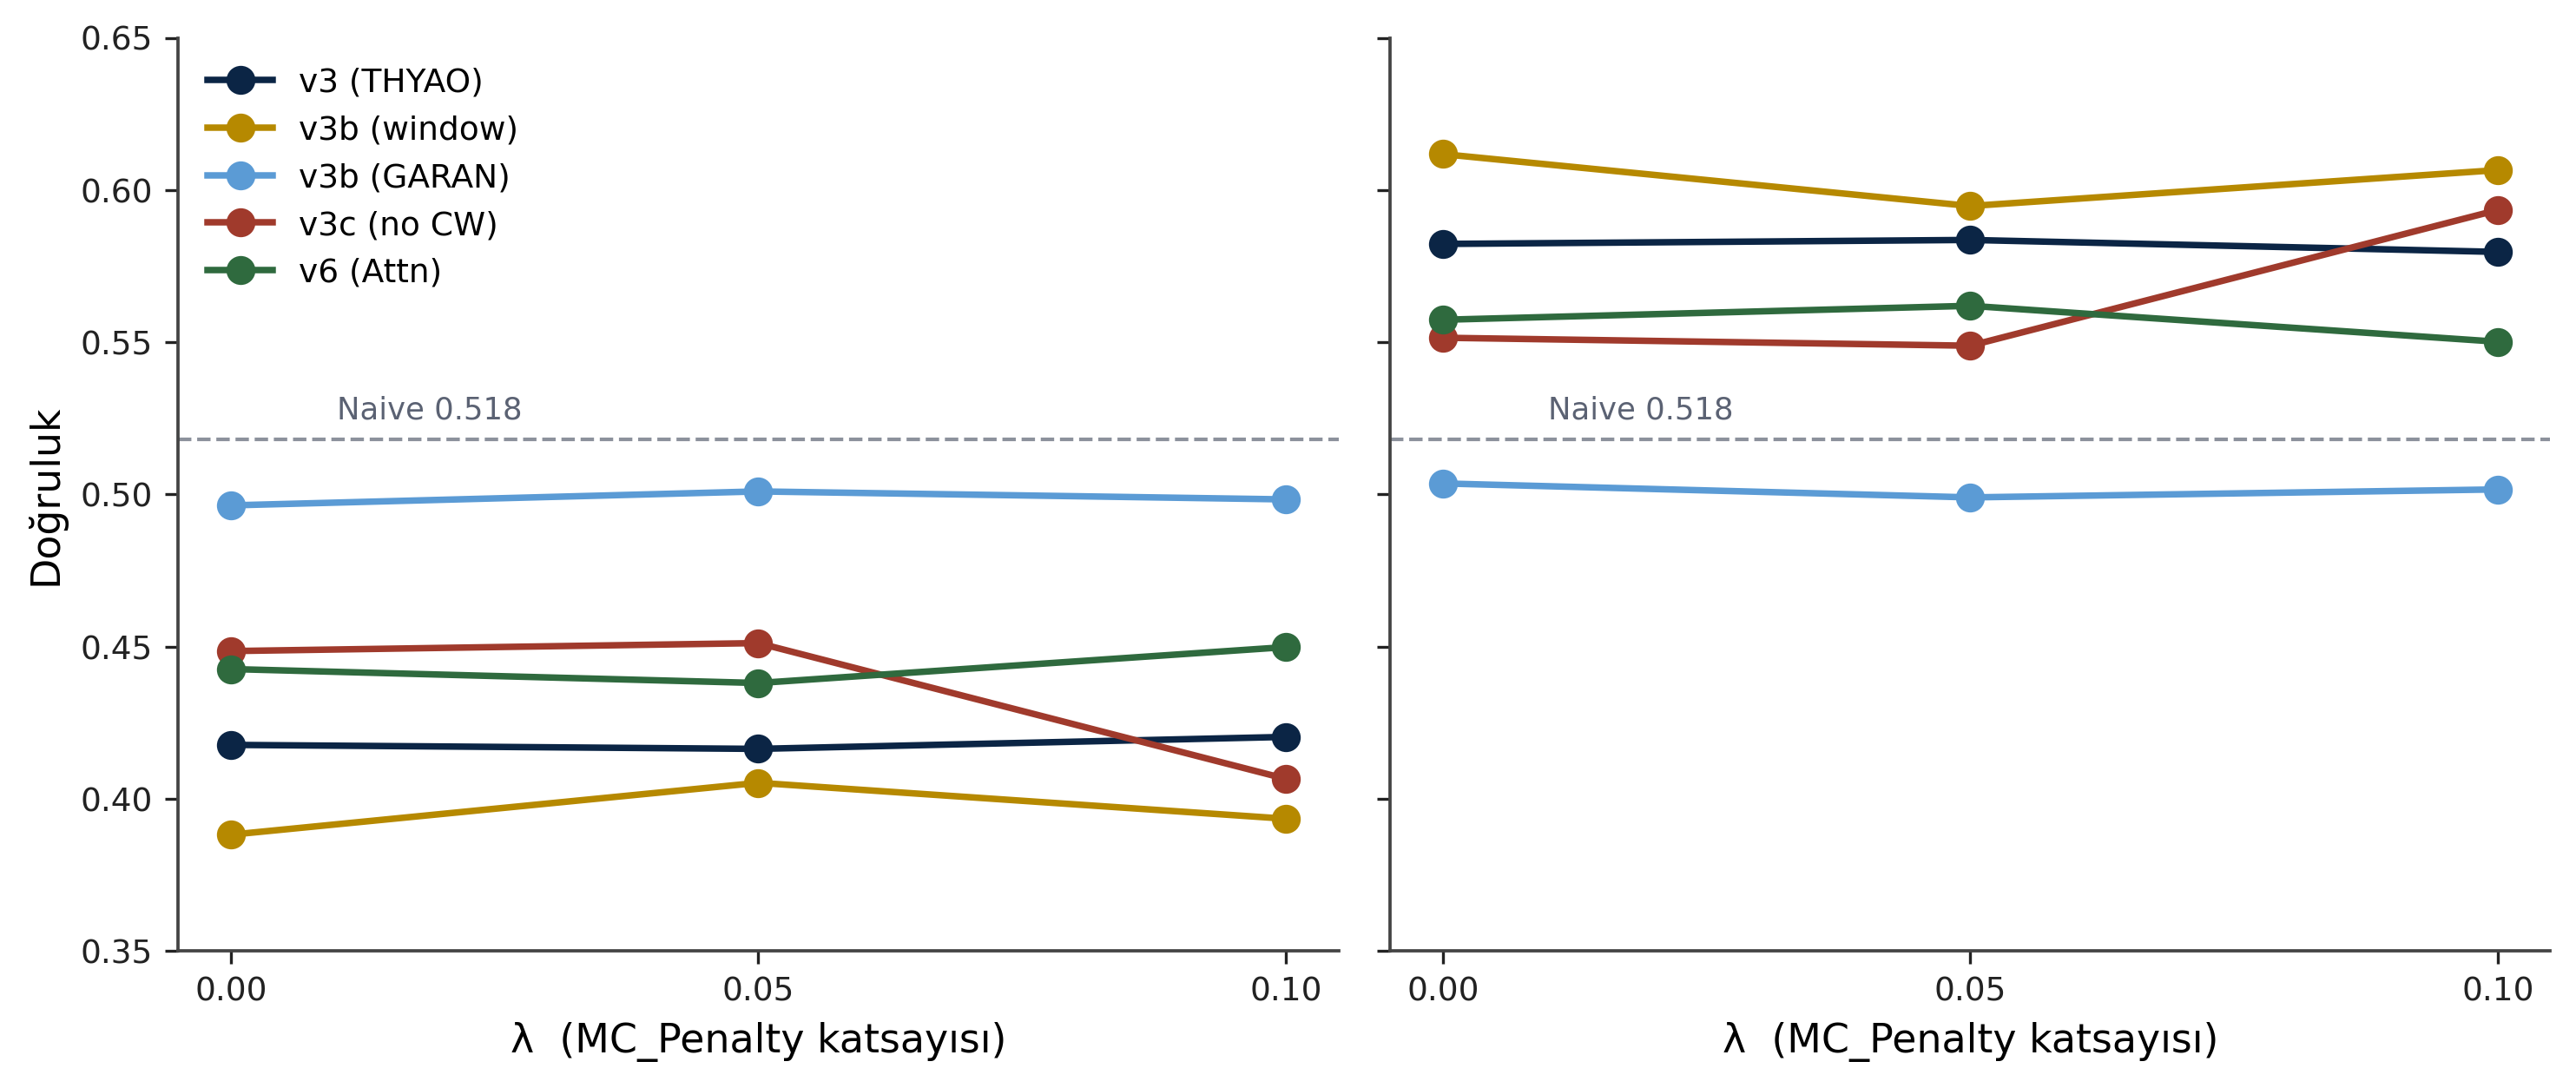 0.65
0.60
0.55
0.50
0.45
0.40
0.35
Doğruluk
v3 (THYAO)
v3b (window)
v3b (GARAN)
v3c (no CW)
v6 (Attn)
Naive 0.518
0.00 0.05 0.10
λ (MC_Penalty katsayısı)
Naive 0.518
0.00 0.05 0.10
λ (MC_Penalty katsayısı)